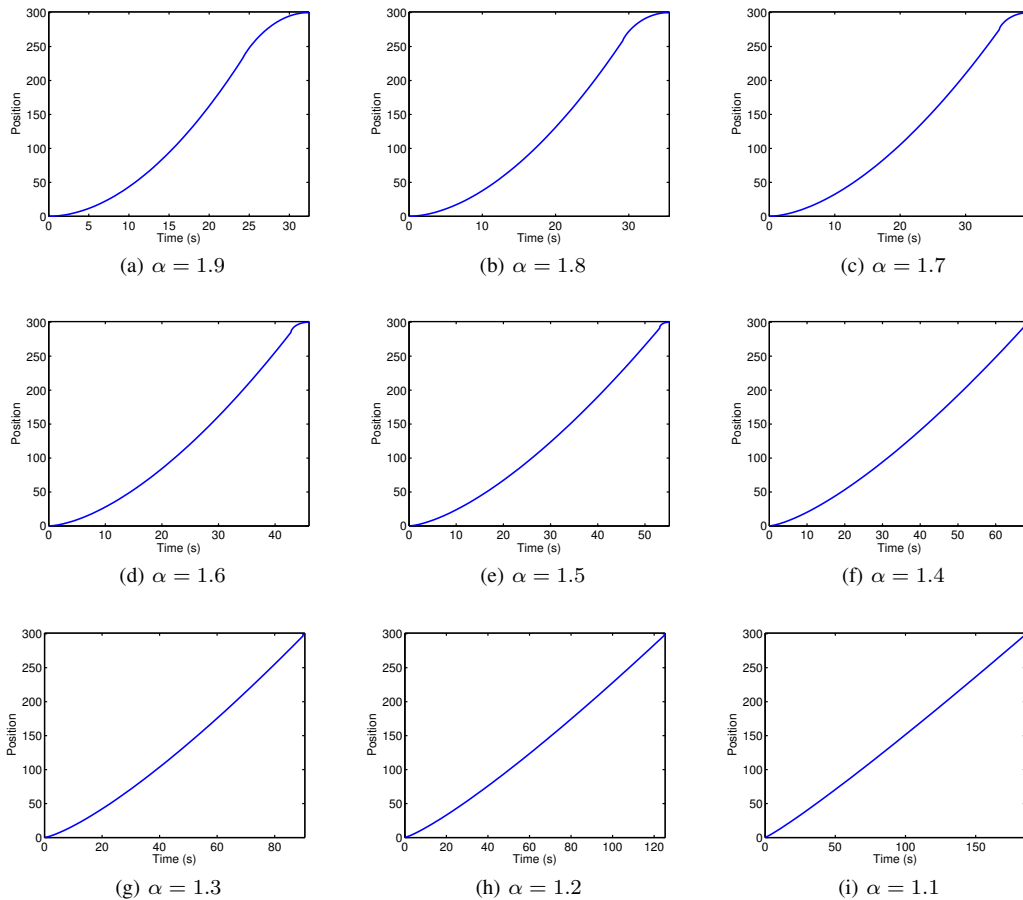 300
250
200
150
100
50
0
Position
0 5 10 15 20 25 30
Time (s)
(a) α = 1.9
300
250
200
150
100
50
0
Position
0 10 20 30
Time (s)
(b) α = 1.8
300
250
200
150
100
50
0
Position
0 10 20 30
Time (s)
(c) α = 1.7
300
250
200
150
100
50
0
Position
0 10 20 30 40
Time (s)
(d) α = 1.6
300
250
200
150
100
50
0
Position
0 10 20 30 40 50
Time (s)
(e) α = 1.5
300
250
200
150
100
50
0
Position
0 10 20 30 40 50 60
Time (s)
(f) α = 1.4
300
250
200
150
100
50
0
Position
0 20 40 60 80
Time (s)
(g) α = 1.3
300
250
200
150
100
50
0
Position
0 20 40 60 80 100 120
Time (s)
(h) α = 1.2
300
250
200
150
100
50
0
Position
0 50 100 150
Time (s)
(i) α = 1.1